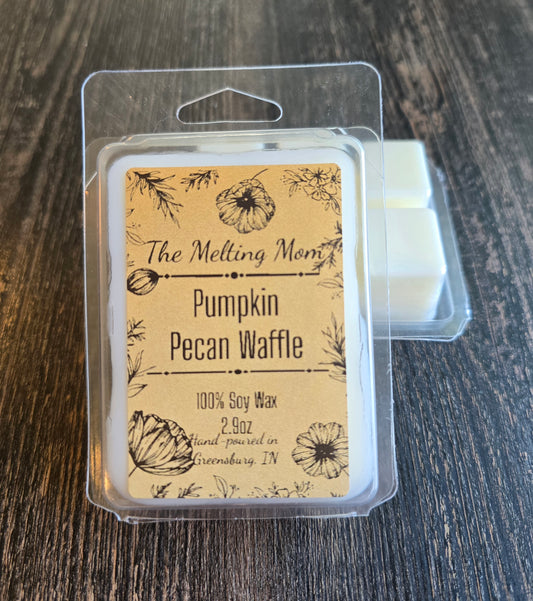 The Melting Mom
Pumpkin
Pecan Waffle
100% Soy Wax
2.9oz
Hand-poured in
Greensburg, IN